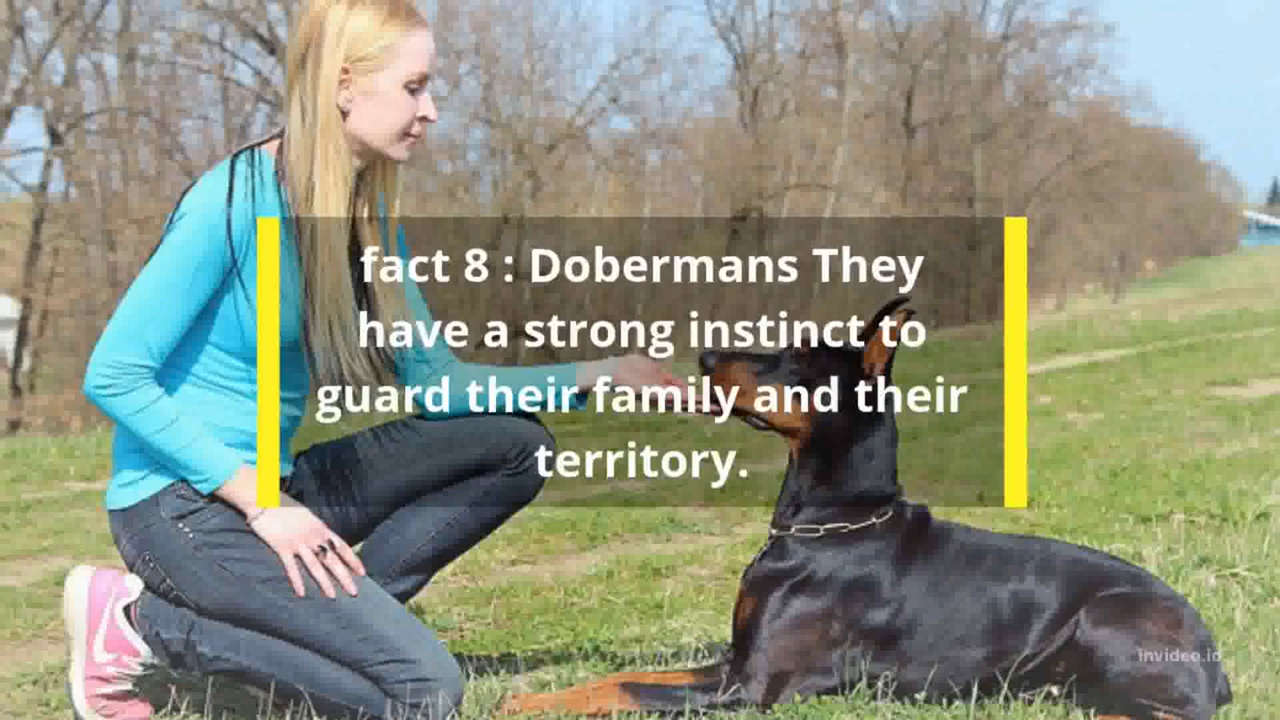 fact 8 : Dobermans They
have a strong instinct to
guard their family and their
territory.
invideo.io